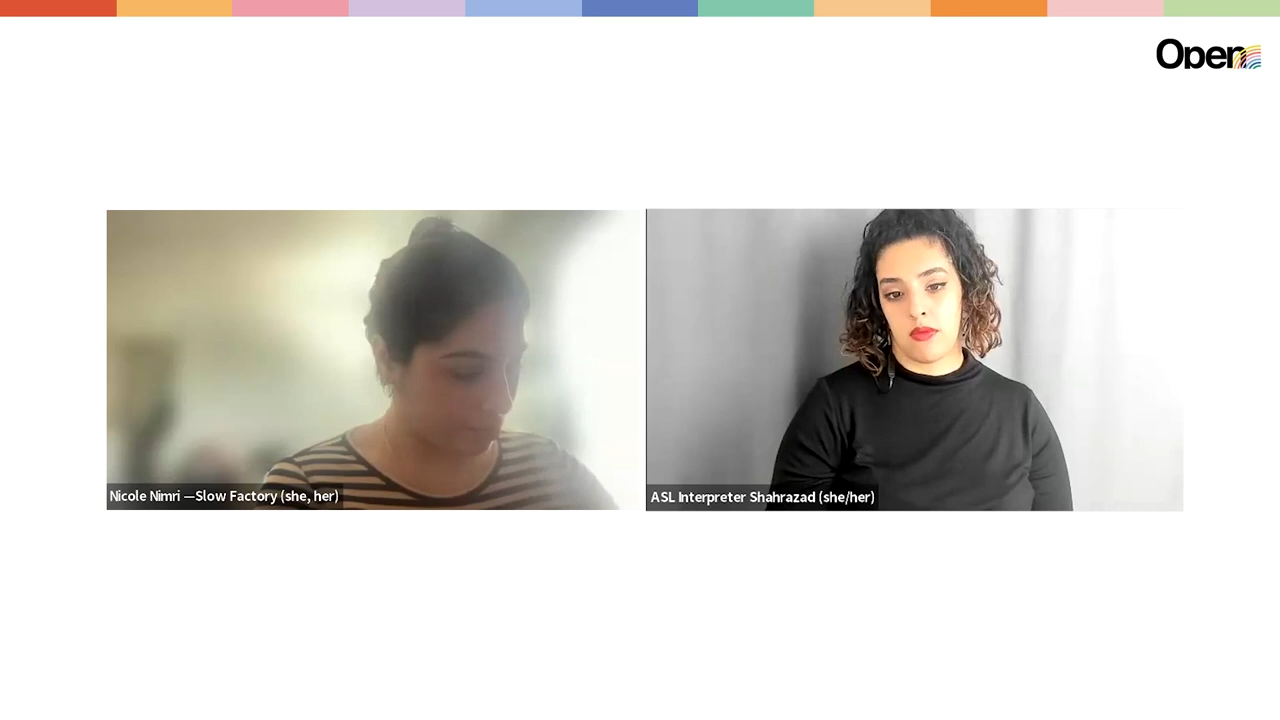 Open
Nicole Nimri —Slow Factory (she, her)
ASL Interpreter Shahrazad (she/her)